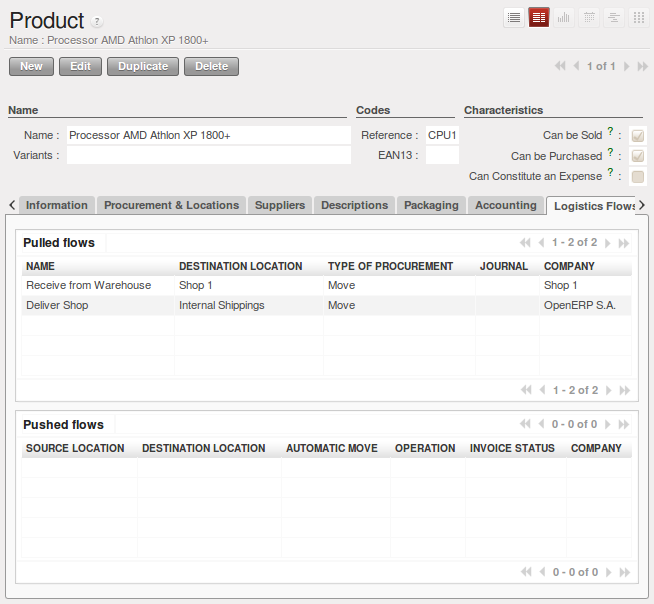 Product ?
Name : Processor AMD Athlon XP 1800+
New Edit Duplicate Delete 1 of 1
Name Codes Characteristics
Name : Processor AMD Athlon XP 1800+ Reference : CPU1 Can be Sold ? :
Variants : EAN13 : Can be Purchased ? :
Can Constitute an Expense ? :
Information Procurement & Locations Suppliers Descriptions Packaging Accounting Logistics Flows
Pulled flows 1 - 2 of 2
NAME DESTINATION LOCATION TYPE OF PROCUREMENT JOURNAL COMPANY
Receive from Warehouse Shop 1 Move Shop 1
Deliver Shop Internal Shippings Move OpenERP S.A.
1 - 2 of 2
Pushed flows 0 - 0 of 0
SOURCE LOCATION DESTINATION LOCATION AUTOMATIC MOVE OPERATION INVOICE STATUS COMPANY
0 - 0 of 0